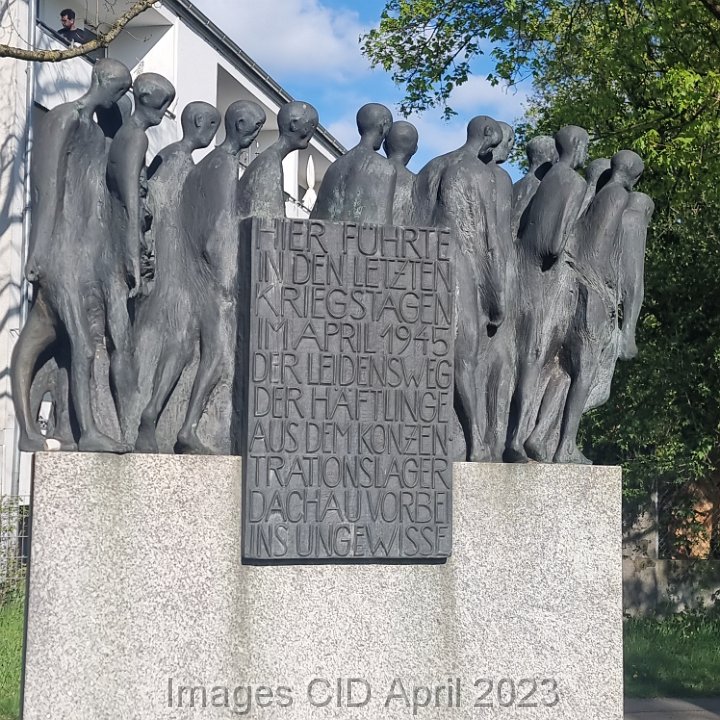 HIER FÜHRTE
IN DEN LETZTEN
KRIEGSTAGEN
IM APRIL 1945
DER LEIDENSWEG
DER HÄFTLINGE
AUS DEM KONZEN-
TRATIONSLAGER
DACHAU VORBEI
INS UNGEWISSE
Images CID April 2023